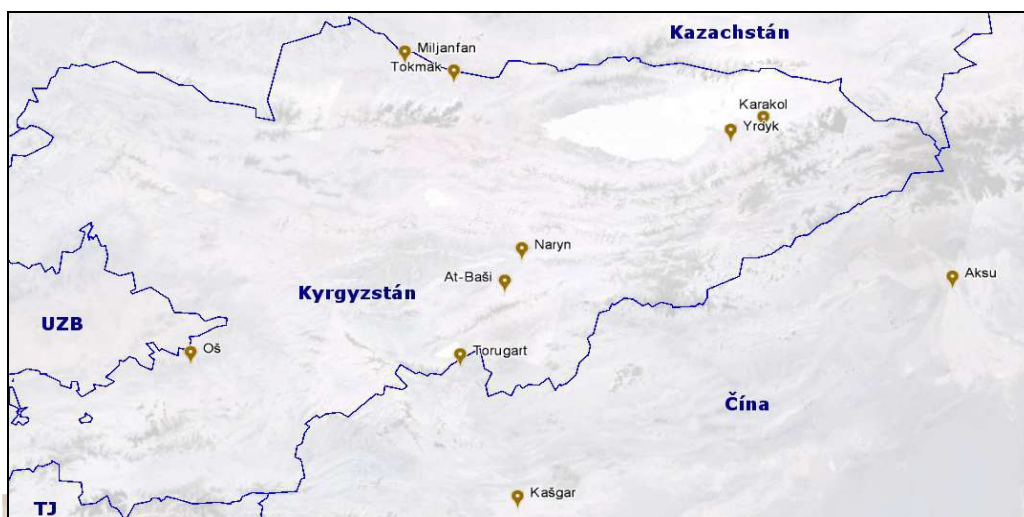 Kazachstán
Miljanfan
Tokmak
Karakol
Yrdyk
Naryn
At-Baši
Aksu
Kyrgyzstán
UZB
Oš
Torugart
Čína
Kašgar
TJ